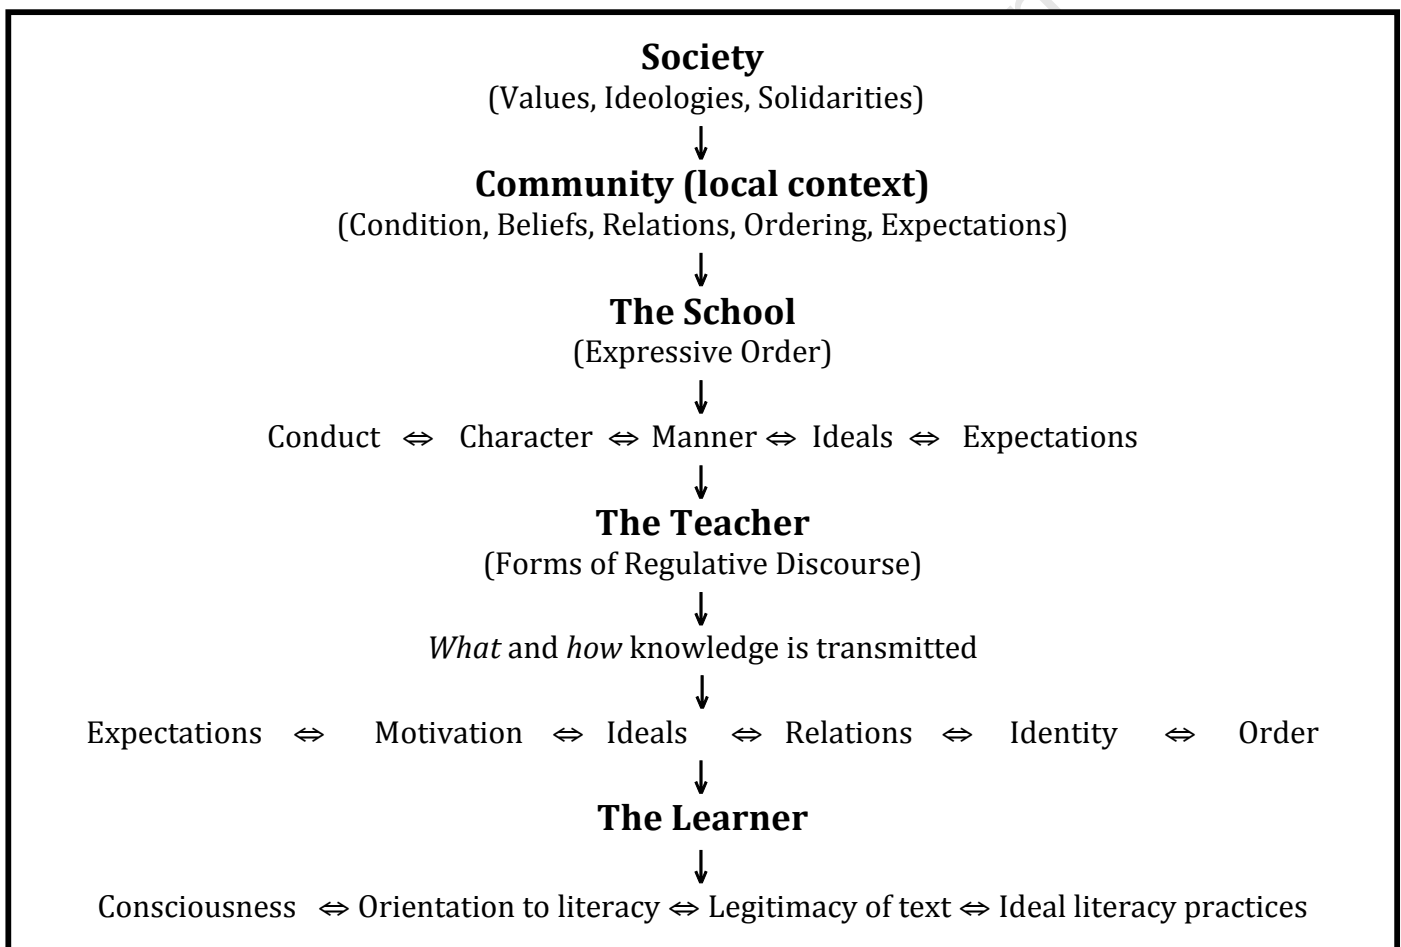 Society
(Values, Ideologies, Solidarities)
↓
Community (local context)
(Condition, Beliefs, Relations, Ordering, Expectations)
↓
The School
(Expressive Order)
↓
Conduct ⇔ Character ⇔ Manner ⇔ Ideals ⇔ Expectations
↓
The Teacher
(Forms of Regulative Discourse)
↓
What and how knowledge is transmitted
↓
Expectations ⇔ Motivation ⇔ Ideals ⇔ Relations ⇔ Identity ⇔ Order
↓
The Learner
↓
Consciousness ⇔ Orientation to literacy ⇔ Legitimacy of text ⇔ Ideal literacy practices